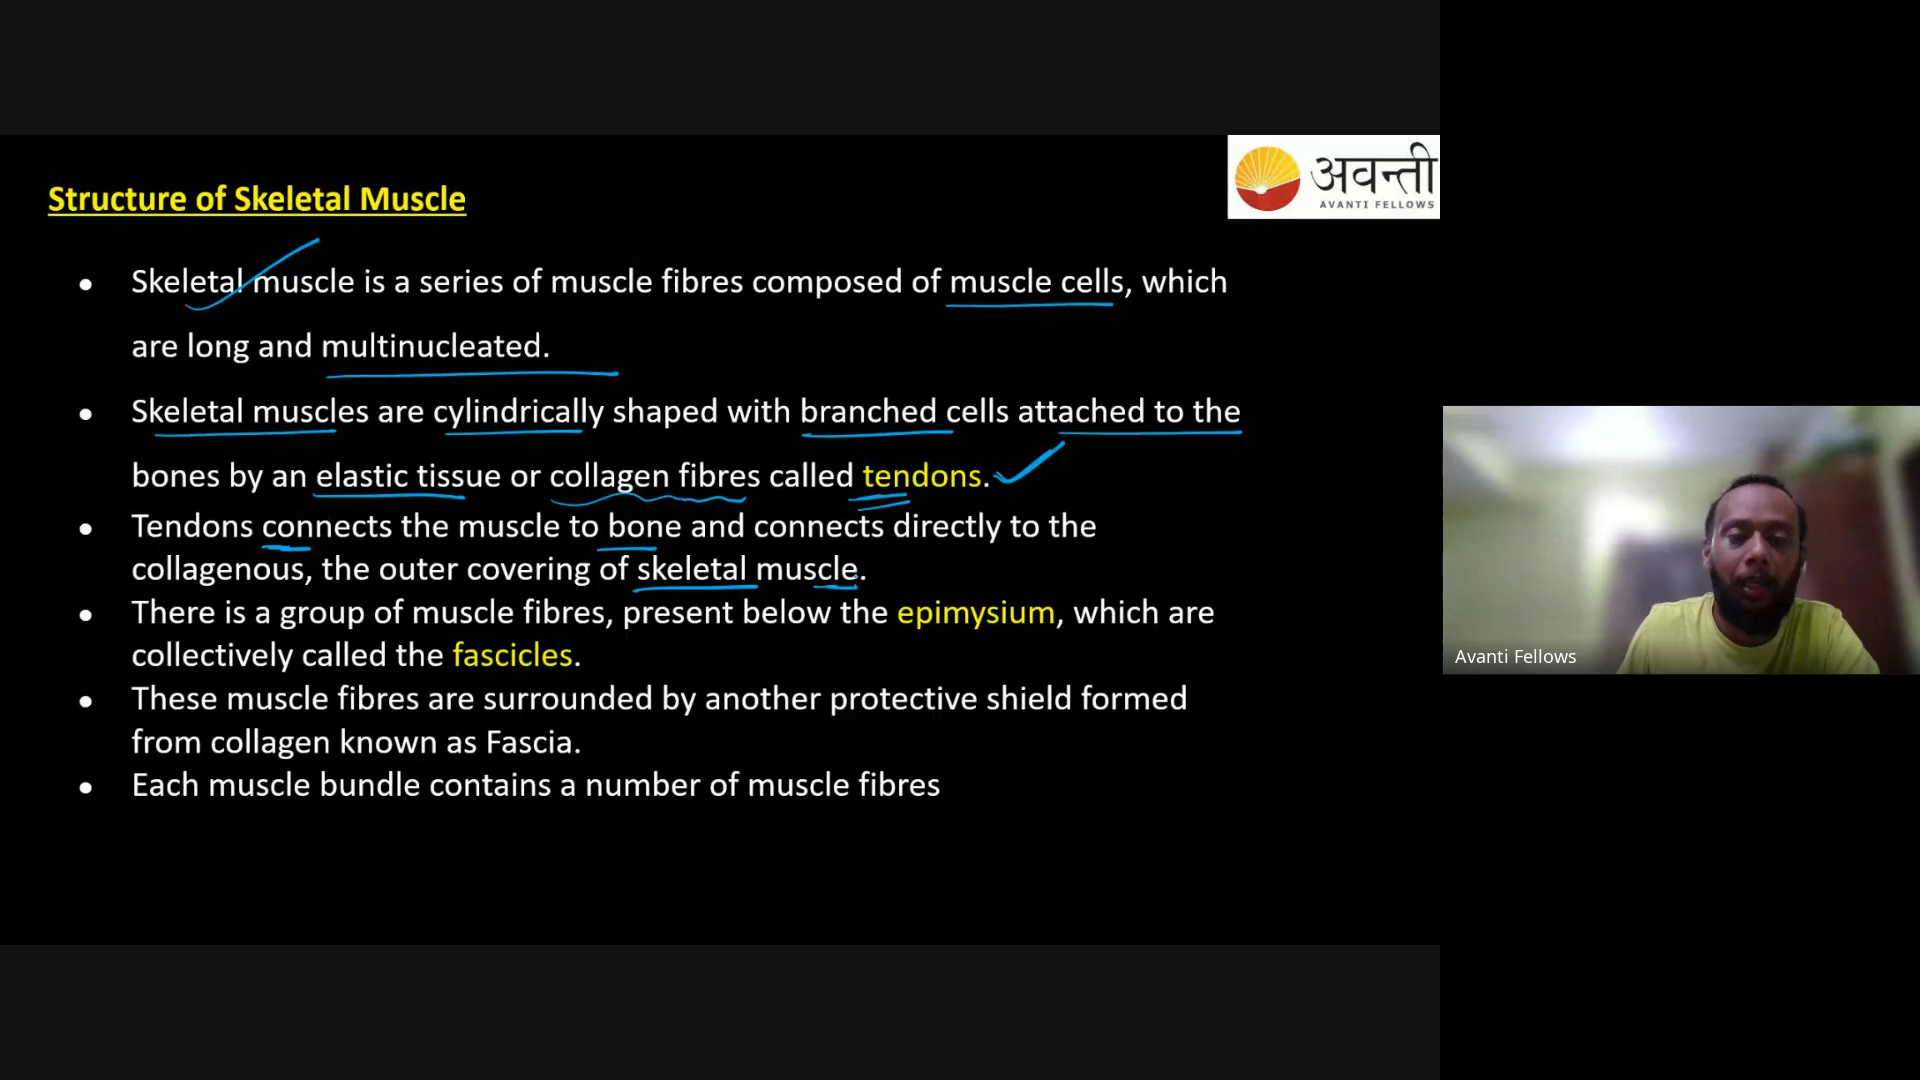 Structure of Skeletal Muscle
अवन्ती
AVANTI FELLOWS
● Skeletal muscle is a series of muscle fibres composed of muscle cells, which
are long and multinucleated.
● Skeletal muscles are cylindrically shaped with branched cells attached to the
bones by an elastic tissue or collagen fibres called tendons.
● Tendons connects the muscle to bone and connects directly to the
collagenous, the outer covering of skeletal muscle.
● There is a group of muscle fibres, present below the epimysium, which are
collectively called the fascicles.
● These muscle fibres are surrounded by another protective shield formed
from collagen known as Fascia.
● Each muscle bundle contains a number of muscle fibres
Avanti Fellows